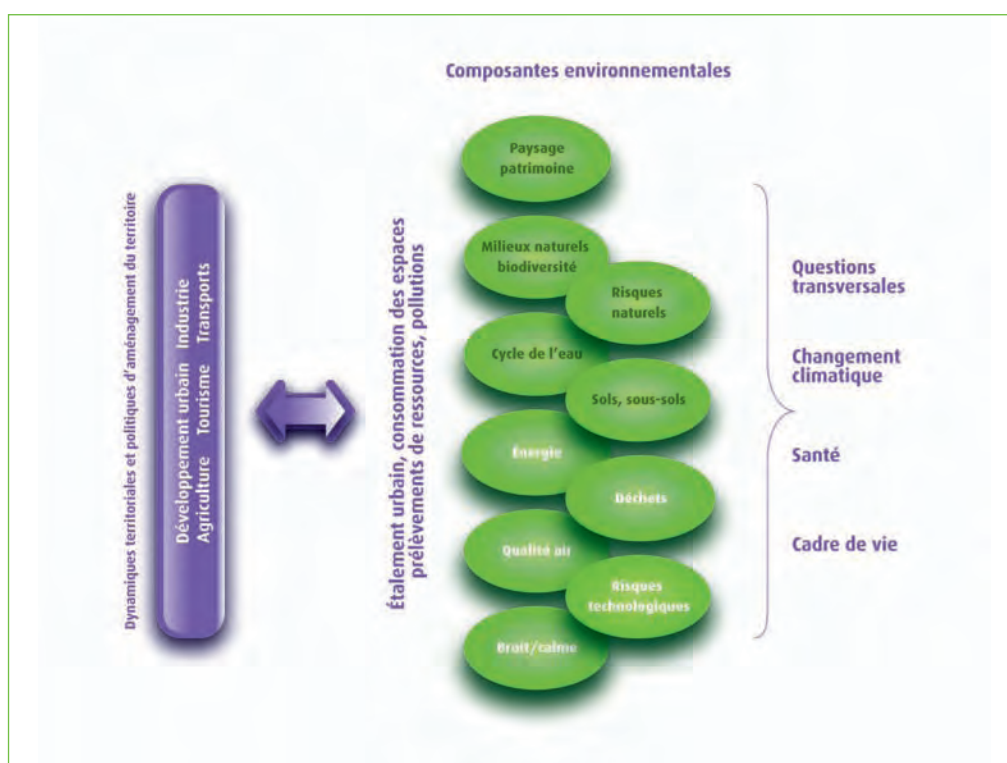 Composantes environnementales
Dynamiques territoriales et politiques d'aménagement du territoire
Développement urbain Industrie
Agriculture Tourisme Transports
Étalement urbain, consommation des espaces
prélèvements de ressources, pollutions
Paysage
patrimoine
Milieux naturels
biodiversité
Risques
naturels
Cycle de l'eau
Sols, sous-sols
Énergie
Déchets
Qualité air
Risques
technologiques
Bruit/calme
Questions
transversales
Changement
climatique
Santé
Cadre de vie